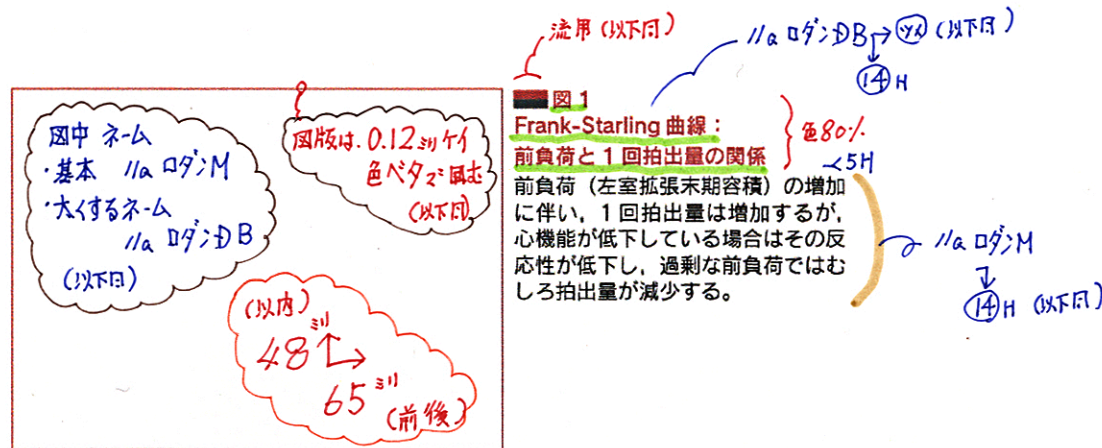 流用(以下同)
11a ロダンDB→ツメ(以下同)
⑭H
図中 ネーム
・基本 11a ロダンM
・太くするネーム
11a ロダンDB
(以下同)
図版は、0.12ミリケイ
色ベタで囲む
(以下同)
(以内)
48ミリ↑→
65ミリ
(前後)
図1
Frank-Starling 曲線:
前負荷と1回拍出量の関係
色80%
<5H
前負荷(左室拡張末期容積)の増加
に伴い,1回拍出量は増加するが,
心機能が低下している場合はその反
応性が低下し,過剰な前負荷ではむ
しろ拍出量が減少する。
11a ロダンM
↓
⑭H(以下同)